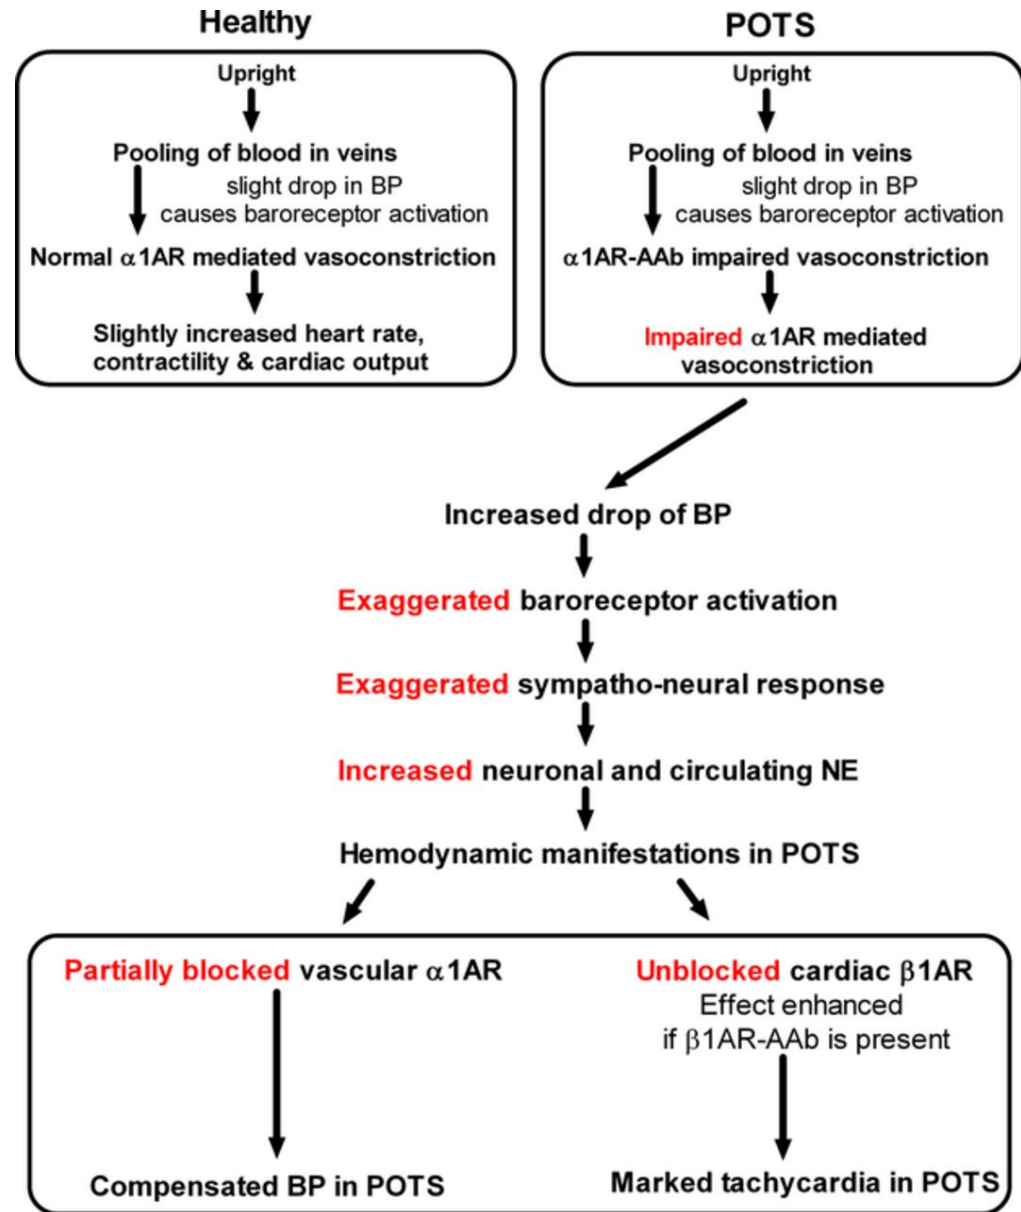 Healthy
Upright
Pooling of blood in veins
slight drop in BP
causes baroreceptor activation
Normal α1AR mediated vasoconstriction
Slightly increased heart rate,
contractility & cardiac output
POTS
Upright
Pooling of blood in veins
slight drop in BP
causes baroreceptor activation
α1AR-AAb impaired vasoconstriction
Impaired α1AR mediated
vasoconstriction
Increased drop of BP
Exaggerated baroreceptor activation
Exaggerated sympatho-neural response
Increased neuronal and circulating NE
Hemodynamic manifestations in POTS
Partially blocked vascular α1AR
Compensated BP in POTS
Unblocked cardiac β1AR
Effect enhanced
if β1AR-AAb is present
Marked tachycardia in POTS